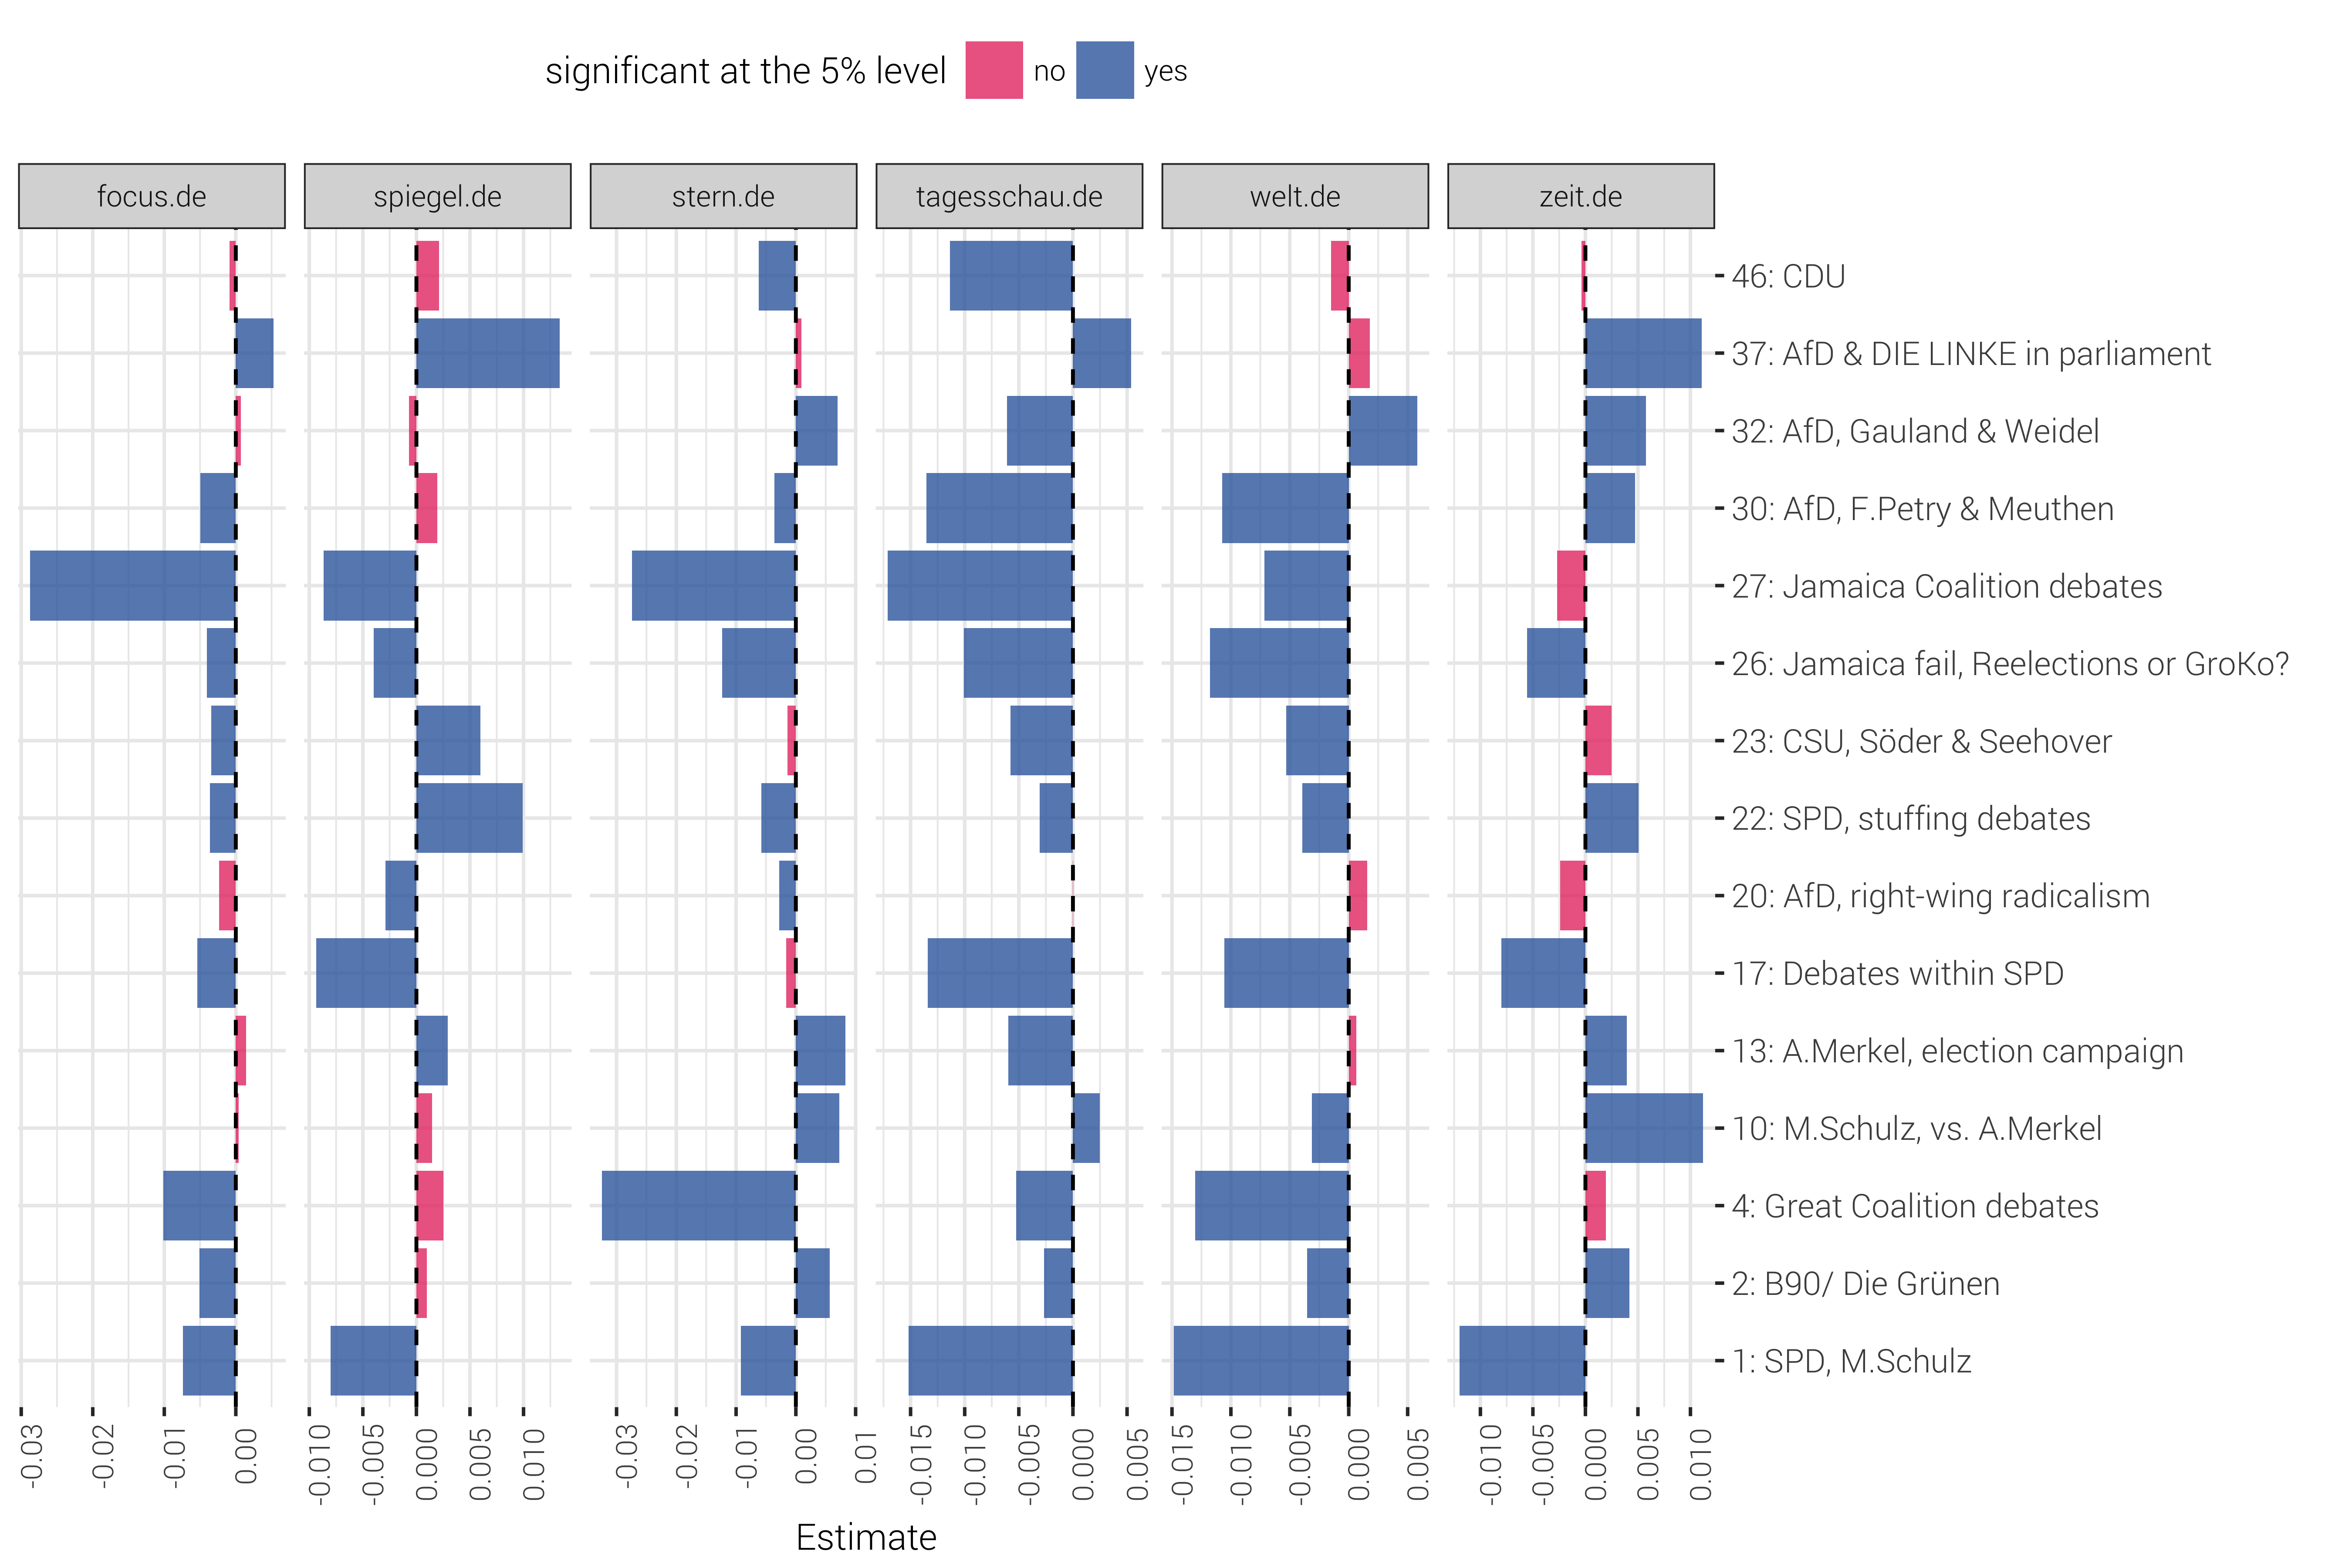 significant at the 5% level no yes
focus.de spiegel.de stern.de tagesschau.de welt.de zeit.de
46: CDU
37: AfD & DIE LINKE in parliament
32: AfD, Gauland & Weidel
30: AfD, F.Petry & Meuthen
27: Jamaica Coalition debates
26: Jamaica fail, Reelections or GroKo?
23: CSU, Söder & Seehover
22: SPD, stuffing debates
20: AfD, right-wing radicalism
17: Debates within SPD
13: A.Merkel, election campaign
10: M.Schulz, vs. A.Merkel
4: Great Coalition debates
2: B90/ Die Grünen
1: SPD, M.Schulz
-0.03 -0.02 -0.01 0.00 -0.010 -0.005 0.000 0.005 0.010 -0.03 -0.02 -0.01 0.00 0.01 -0.015 -0.010 -0.005 0.000 0.005 -0.015 -0.010 -0.005 0.000 0.005 -0.010 -0.005 0.000 0.005 0.010
Estimate